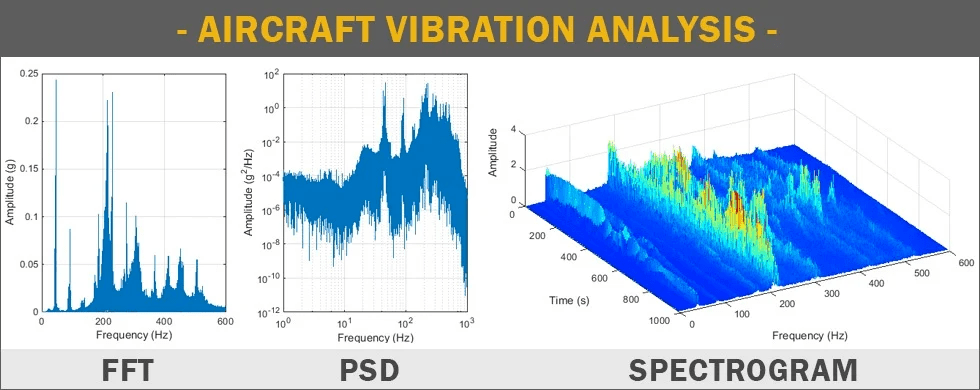 - AIRCRAFT VIBRATION ANALYSIS -
0.25
0.2
0.15
0.1
0.05
0
Amplitude (g)
0 200 400 600
Frequency (Hz)
10^2
10^0
10^-2
10^-4
10^-6
10^-8
10^-10
10^-12
Amplitude (g^2/Hz)
10^0 10^1 10^2 10^3
Frequency (Hz)
4
2
0
Amplitude
0
200
400
600
800
1000
Time (s)
0 100 200 300 400 500 600
Frequency (Hz)
FFT PSD SPECTROGRAM